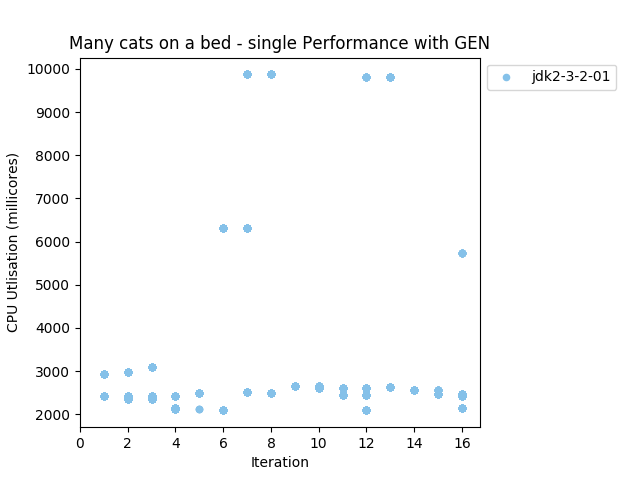 Many cats on a bed - single Performance with GEN
jdk2-3-2-01
CPU Utlisation (millicores)
10000
9000
8000
7000
6000
5000
4000
3000
2000
0 2 4 6 8 10 12 14 16
Iteration